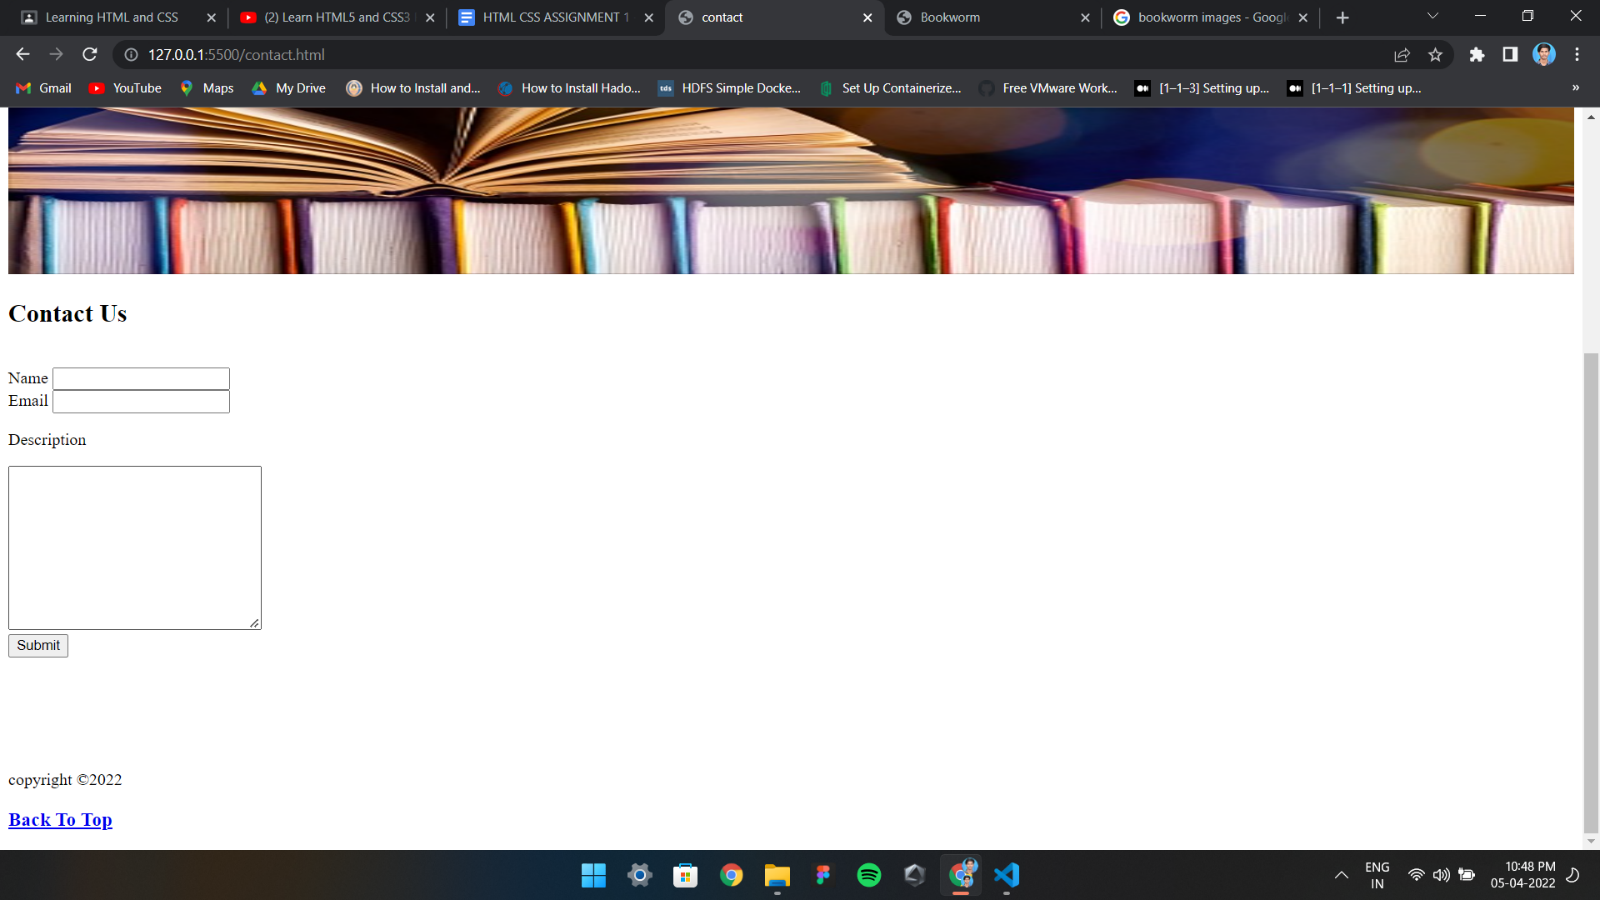 Learning HTML and CSS
(2) Learn HTML5 and CSS3
HTML CSS ASSIGNMENT 1
contact
Bookworm
bookworm images - Googl
127.0.0.1:5500/contact.html
Gmail
YouTube
Maps
My Drive
How to Install and...
How to Install Hado...
tds
HDFS Simple Docke...
Set Up Containerize...
Free VMware Work...
[1-1-3] Setting up...
[1-1-1] Setting up...
»
Contact Us
Name
Email
Description
Submit
copyright ©2022
Back To Top
ENG
IN
10:48 PM
05-04-2022